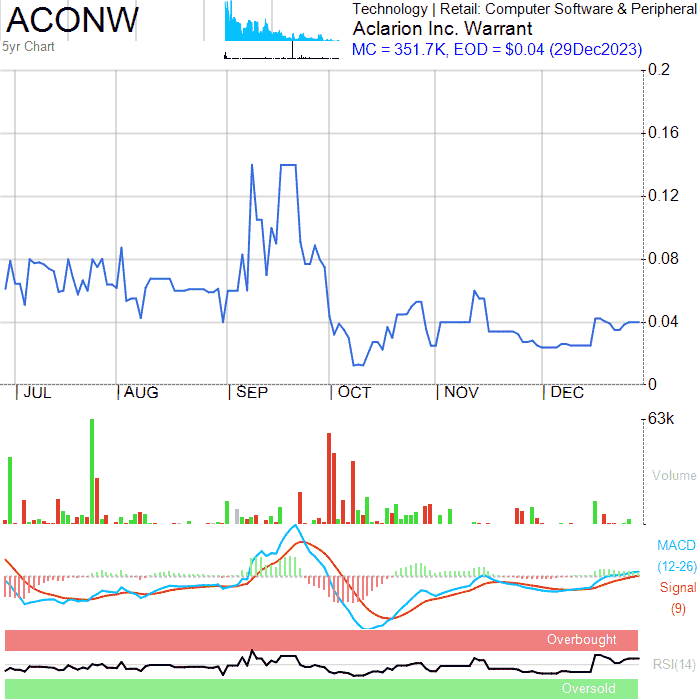 ACONW
5yr Chart
Technology | Retail: Computer Software & Peripheral
Aclarion Inc. Warrant
MC = 351.7K, EOD = $0.04 (29Dec2023)
0.2
0.16
0.12
0.08
0.04
0
JUL AUG SEP OCT NOV DEC
63k
Volume
MACD
(12-26)
Signal
(9)
Overbought
RSI(14)
Oversold